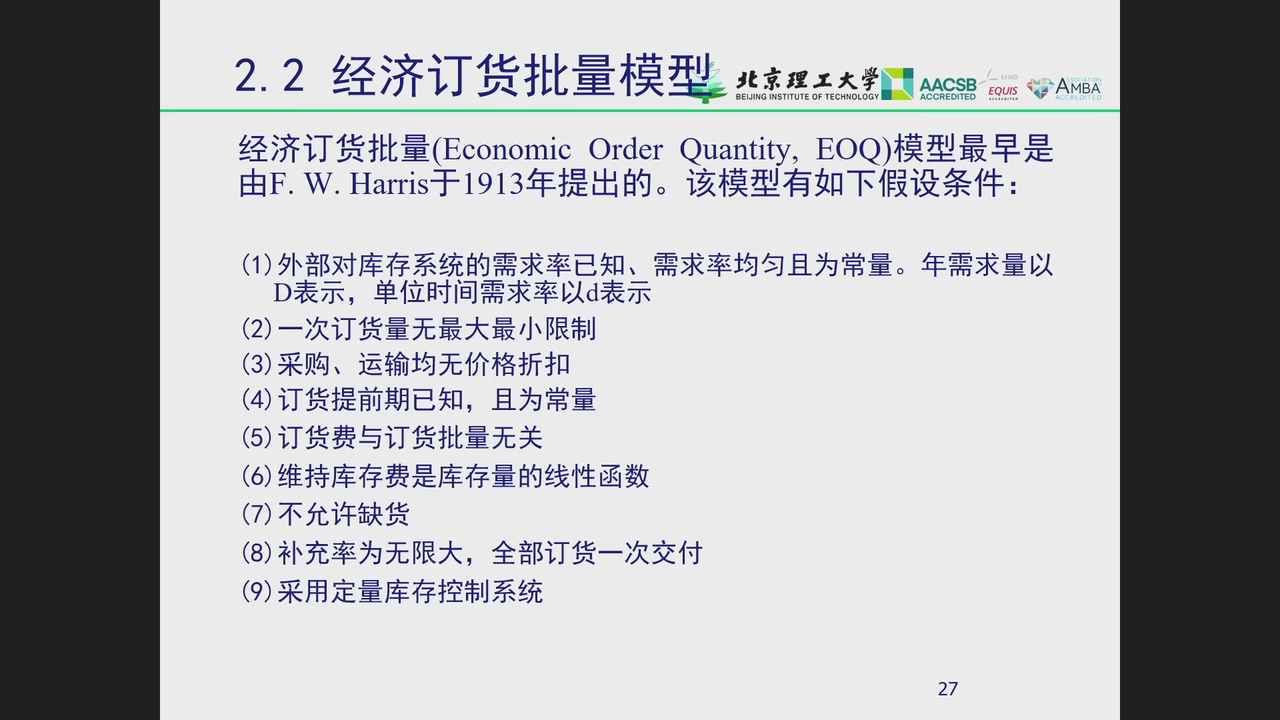 2.2 经济订货批量模型
北京理工大学
BEIJING INSTITUTE OF TECHNOLOGY
AACSB
ACCREDITED
EFMD
EQUIS
ACCREDITED
ASSOCIATION
AMBA
ACCREDITED
经济订货批量(Economic Order Quantity, EOQ)模型最早是
由F. W. Harris于1913年提出的。该模型有如下假设条件：
(1)外部对库存系统的需求率已知、需求率均匀且为常量。年需求量以
D表示，单位时间需求率以d表示
(2)一次订货量无最大最小限制
(3)采购、运输均无价格折扣
(4)订货提前期已知，且为常量
(5)订货费与订货批量无关
(6)维持库存费是库存量的线性函数
(7)不允许缺货
(8)补充率为无限大，全部订货一次交付
(9)采用定量库存控制系统
27